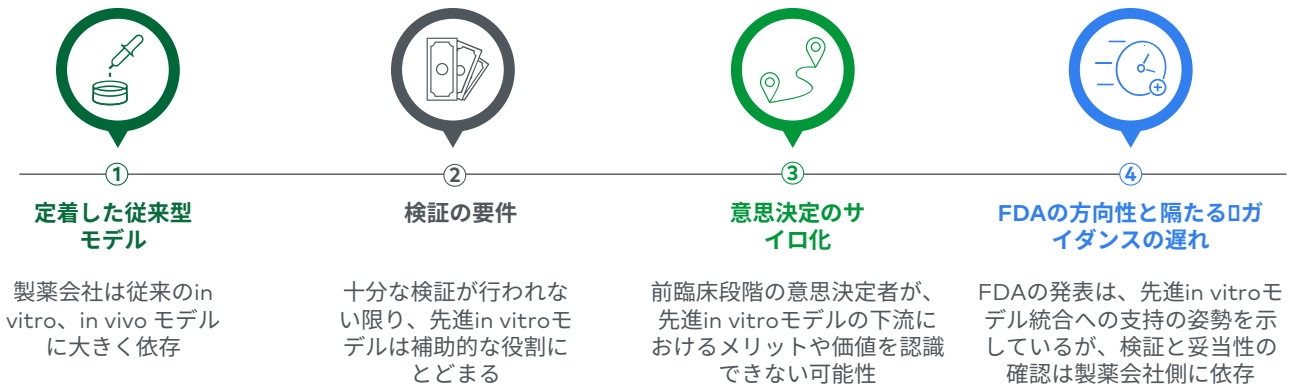 1
定着した従来型
モデル
製薬会社は従来のin
vitro、in vivo モデル
に大きく依存
2
検証の要件
十分な検証が行われな
い限り、先進in vitroモ
デルは補助的な役割に
とどまる
3
意思決定のサ
イロ化
前臨床段階の意思決定者が、
先進in vitroモデルの下流に
おけるメリットや価値を認識
できない可能性
4
FDAの方向性と隔たる▯ガ
イダンスの遅れ
FDAの発表は、先進in vitroモ
デル統合への支持の姿勢を示
しているが、検証と妥当性の
確認は製薬会社側に依存